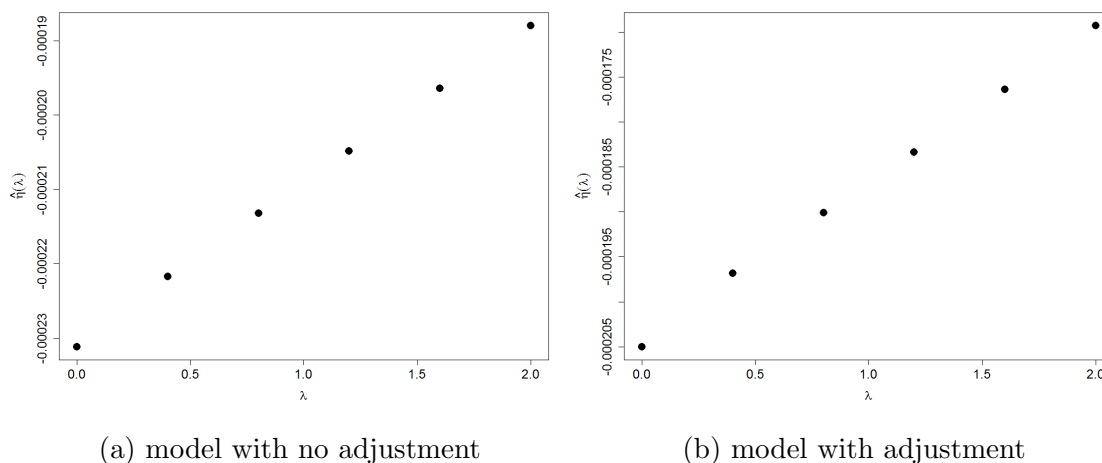 -0.00019
-0.00020
-0.00021
-0.00022
-0.00023
η̂(λ)
0.0 0.5 1.0 1.5 2.0
λ
(a) model with no adjustment
-0.000175
-0.000185
-0.000195
-0.000205
η̂(λ)
0.0 0.5 1.0 1.5 2.0
λ
(b) model with adjustment